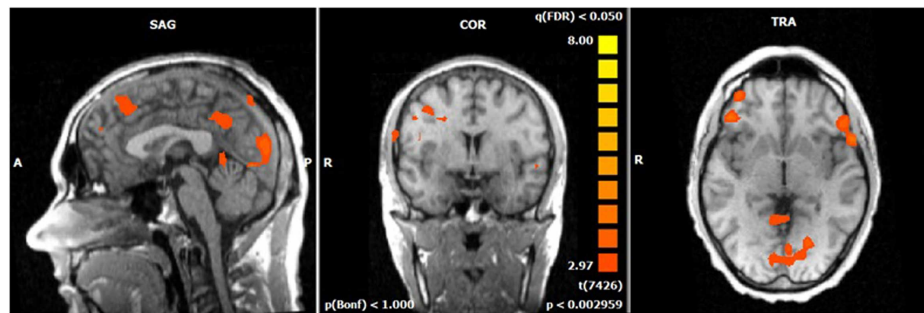 SAG
A
P
COR
q(FDR) < 0.050
8.00
R
2.97
t(7426)
p(Bonf) < 1.000
p < 0.002959
TRA
R